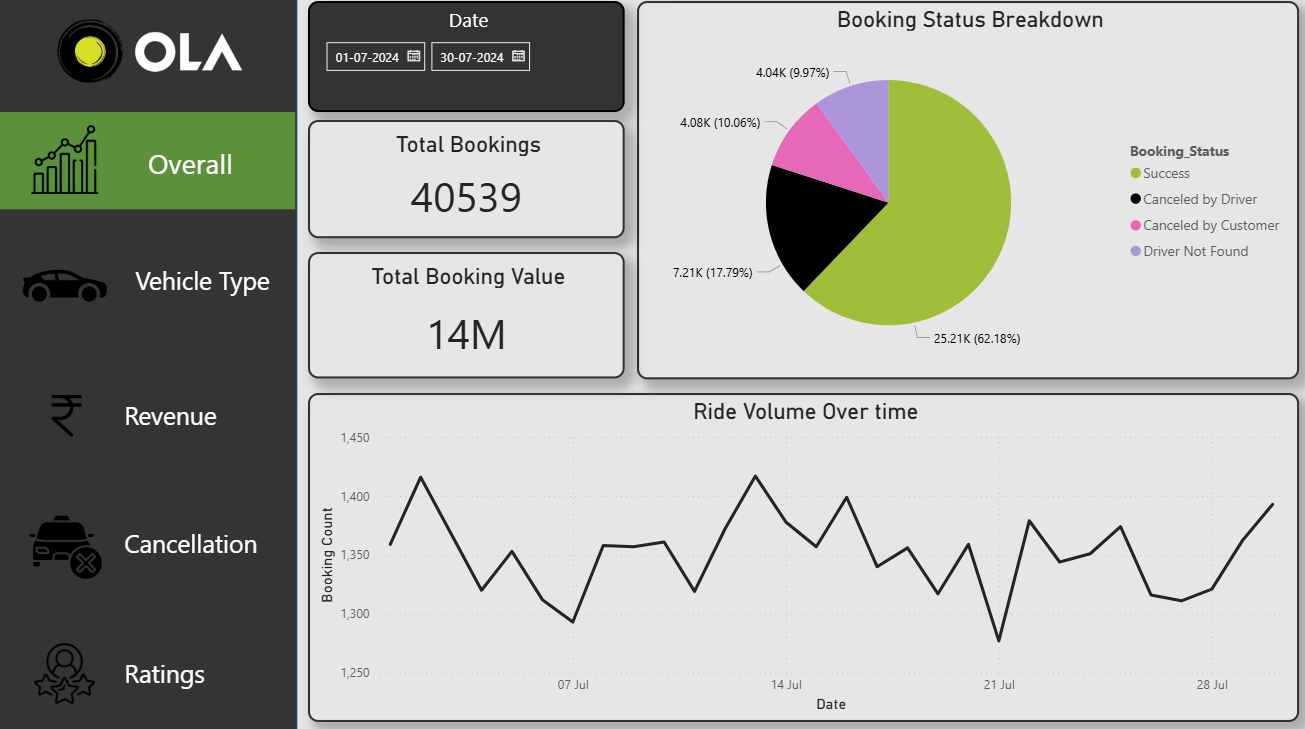 OLA
Overall
Vehicle Type
Revenue
Cancellation
Ratings
Date
01-07-2024 30-07-2024
Total Bookings
40539
Total Booking Value
14M
Booking Status Breakdown
4.04K (9.97%)
4.08K (10.06%)
7.21K (17.79%)
25.21K (62.18%)
Booking_Status
Success
Canceled by Driver
Canceled by Customer
Driver Not Found
Ride Volume Over time
Booking Count
1,450
1,400
1,350
1,300
1,250
07 Jul 14 Jul 21 Jul 28 Jul
Date